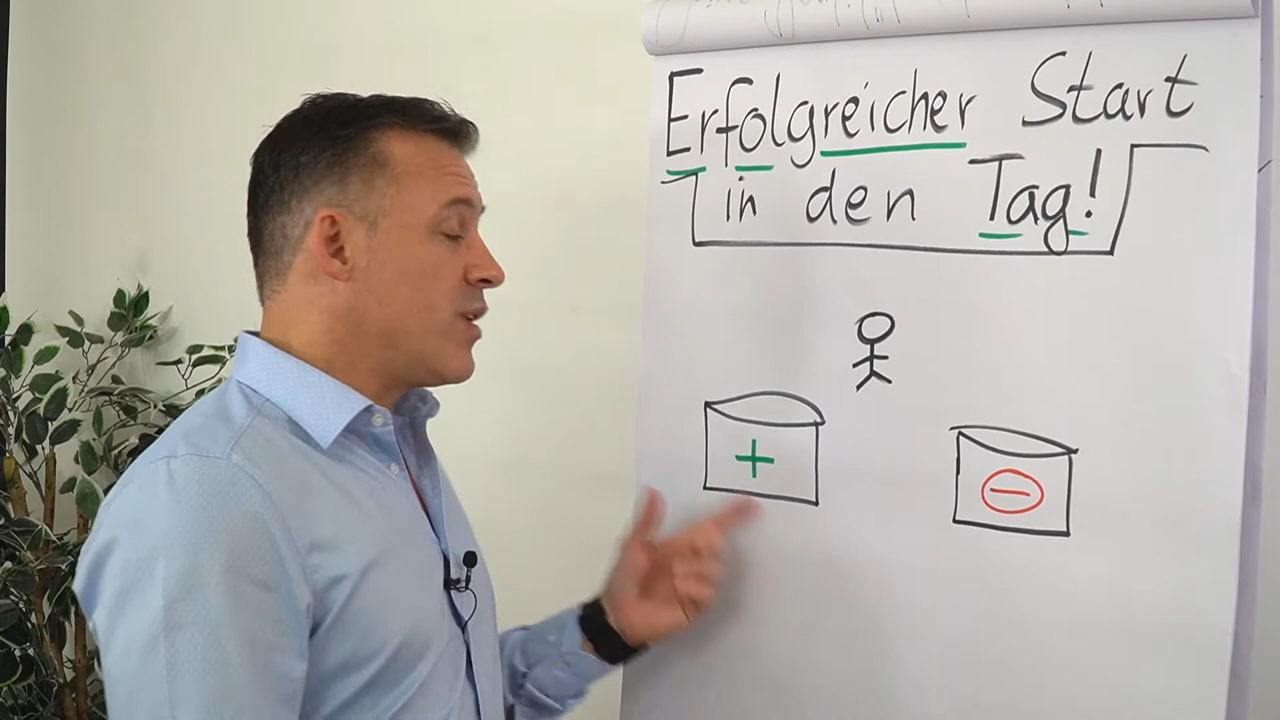 Erfolgreicher Start
in den Tag!
+
-